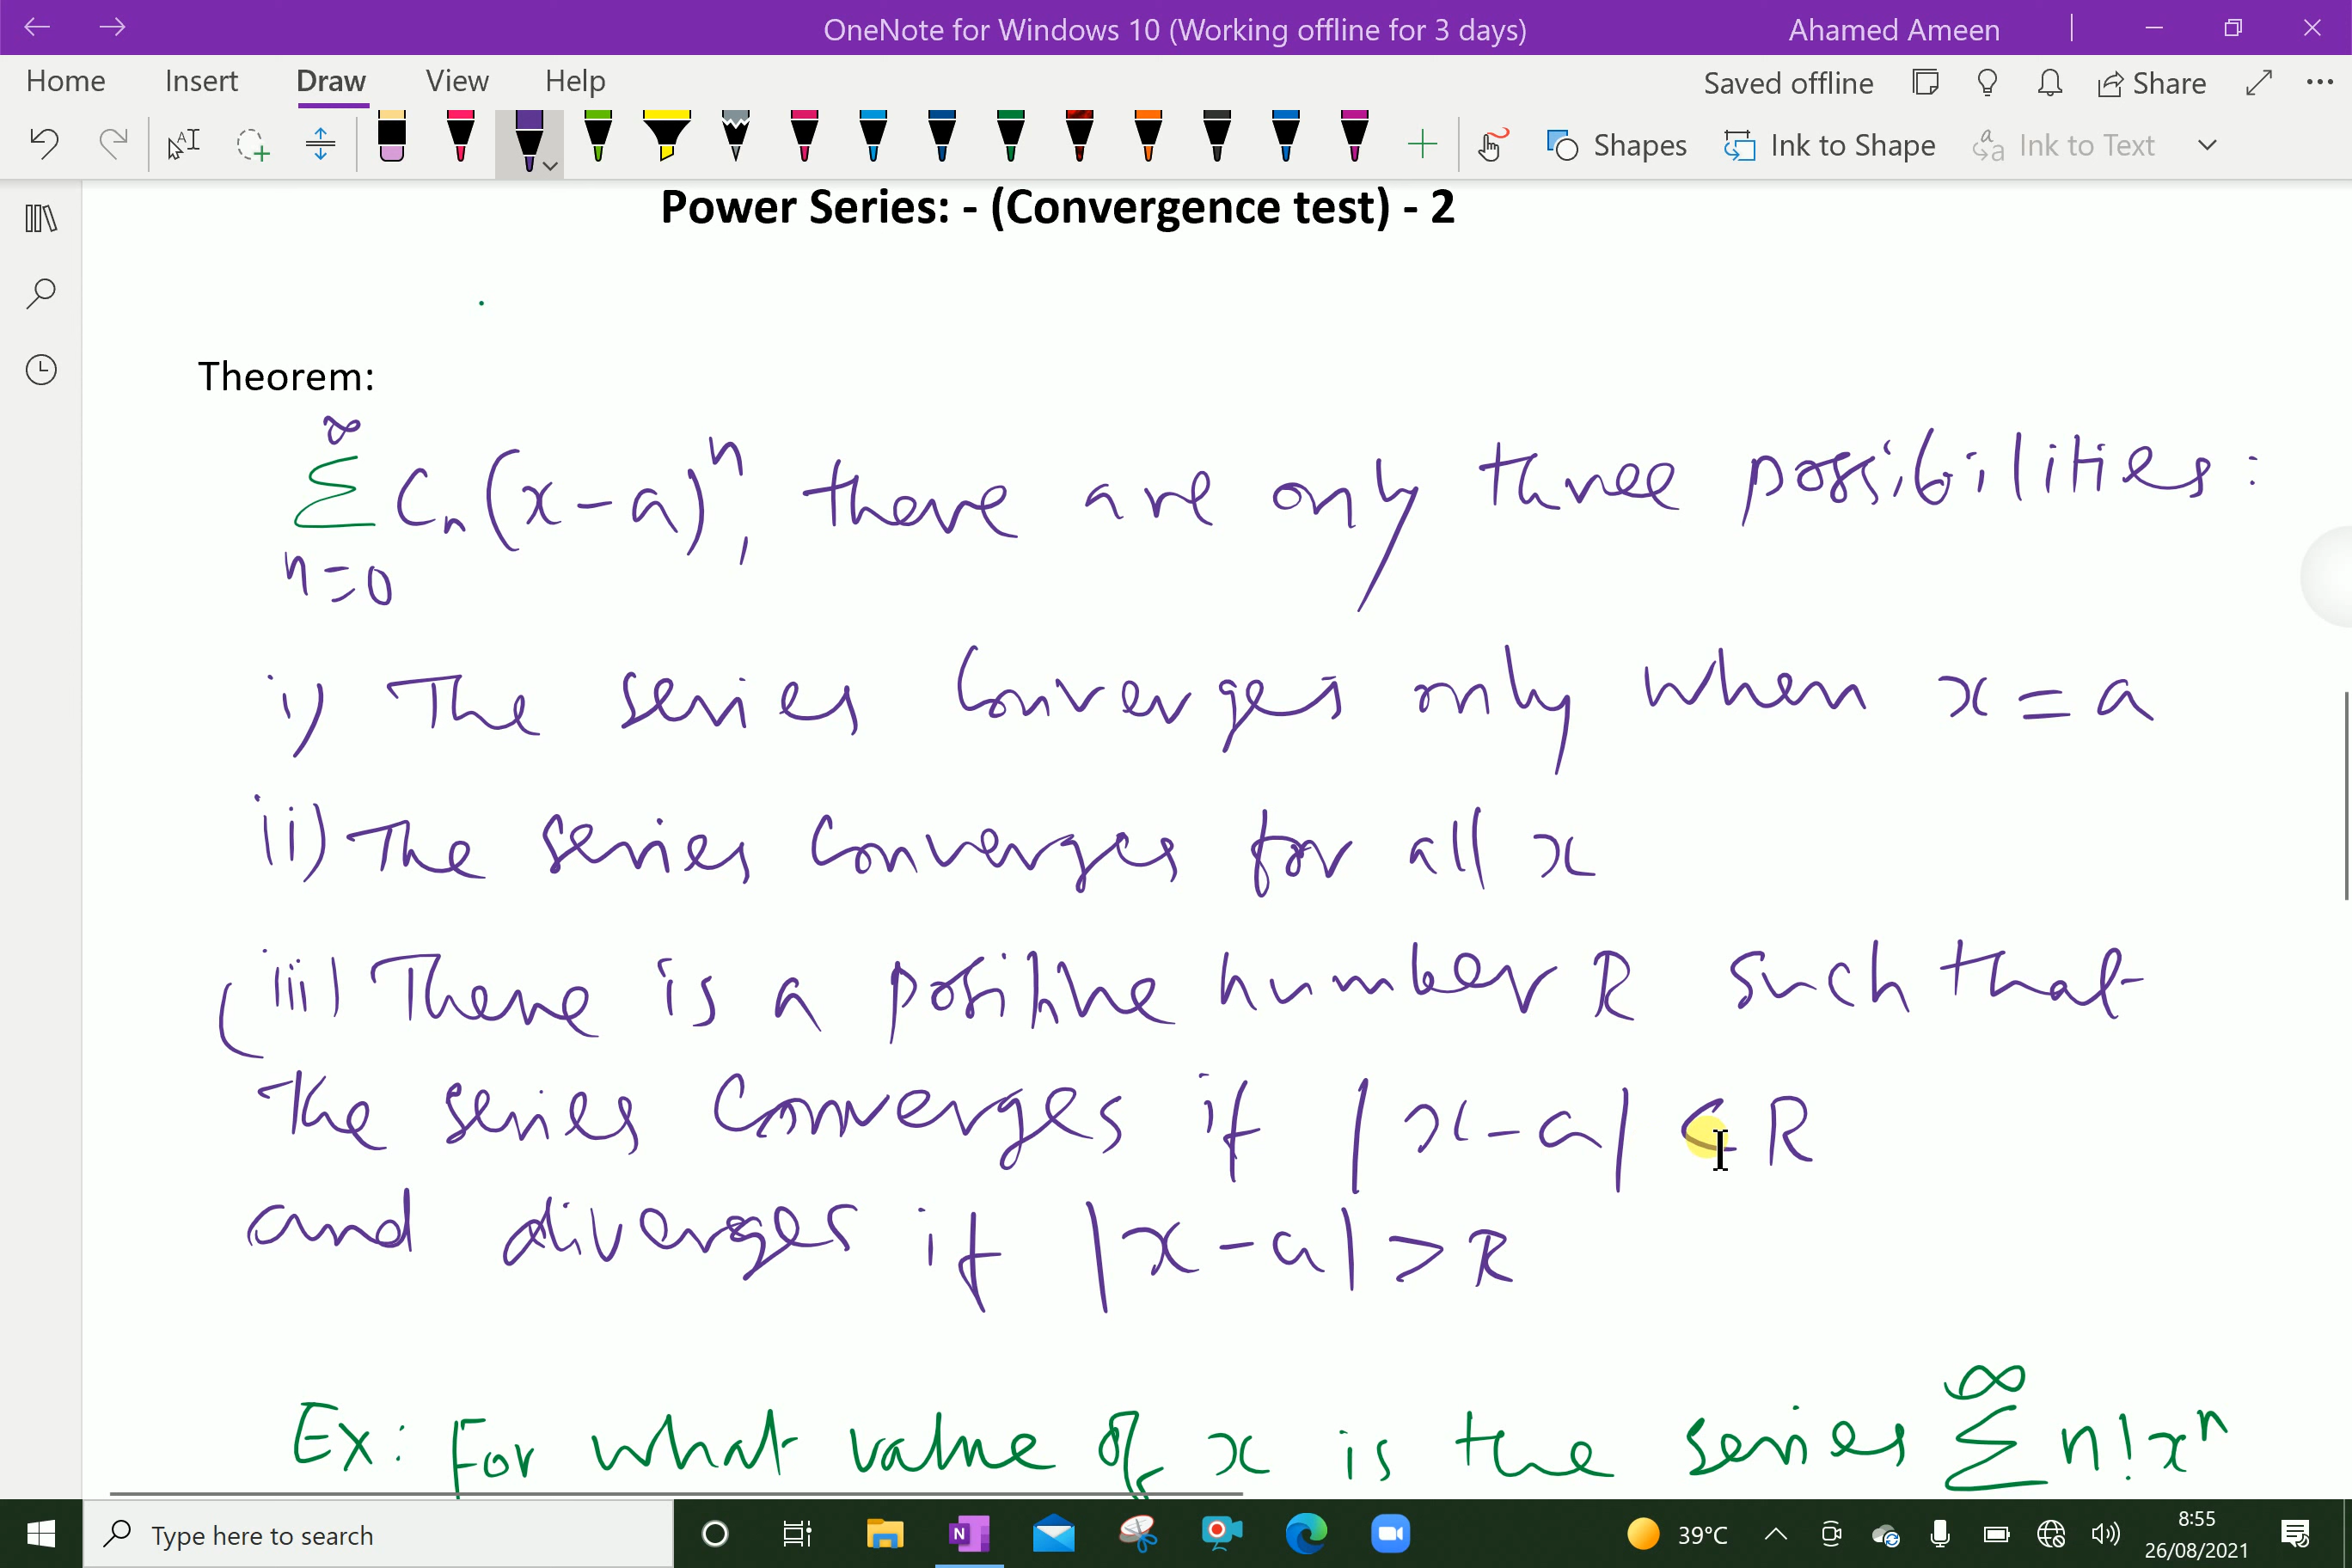 OneNote for Windows 10 (Working offline for 3 days)
Ahamed Ameen
Home Insert Draw View Help
Saved offline Share
Shapes Ink to Shape Ink to Text
Power Series: - (Convergence test) - 2
Theorem:
∞
Σ Cₙ(x-a)ⁿ, there are only three possibilities:
n=0
i) The series Converges only when x = a
ii) The series Converges for all x
iii) There is a positive number R such that
the series Converges if |x-a| < R
and diverges if |x-a| > R
∞
Ex: For what value of x is the series Σ n! xⁿ
Type here to search
39°C
8:55
26/08/2021